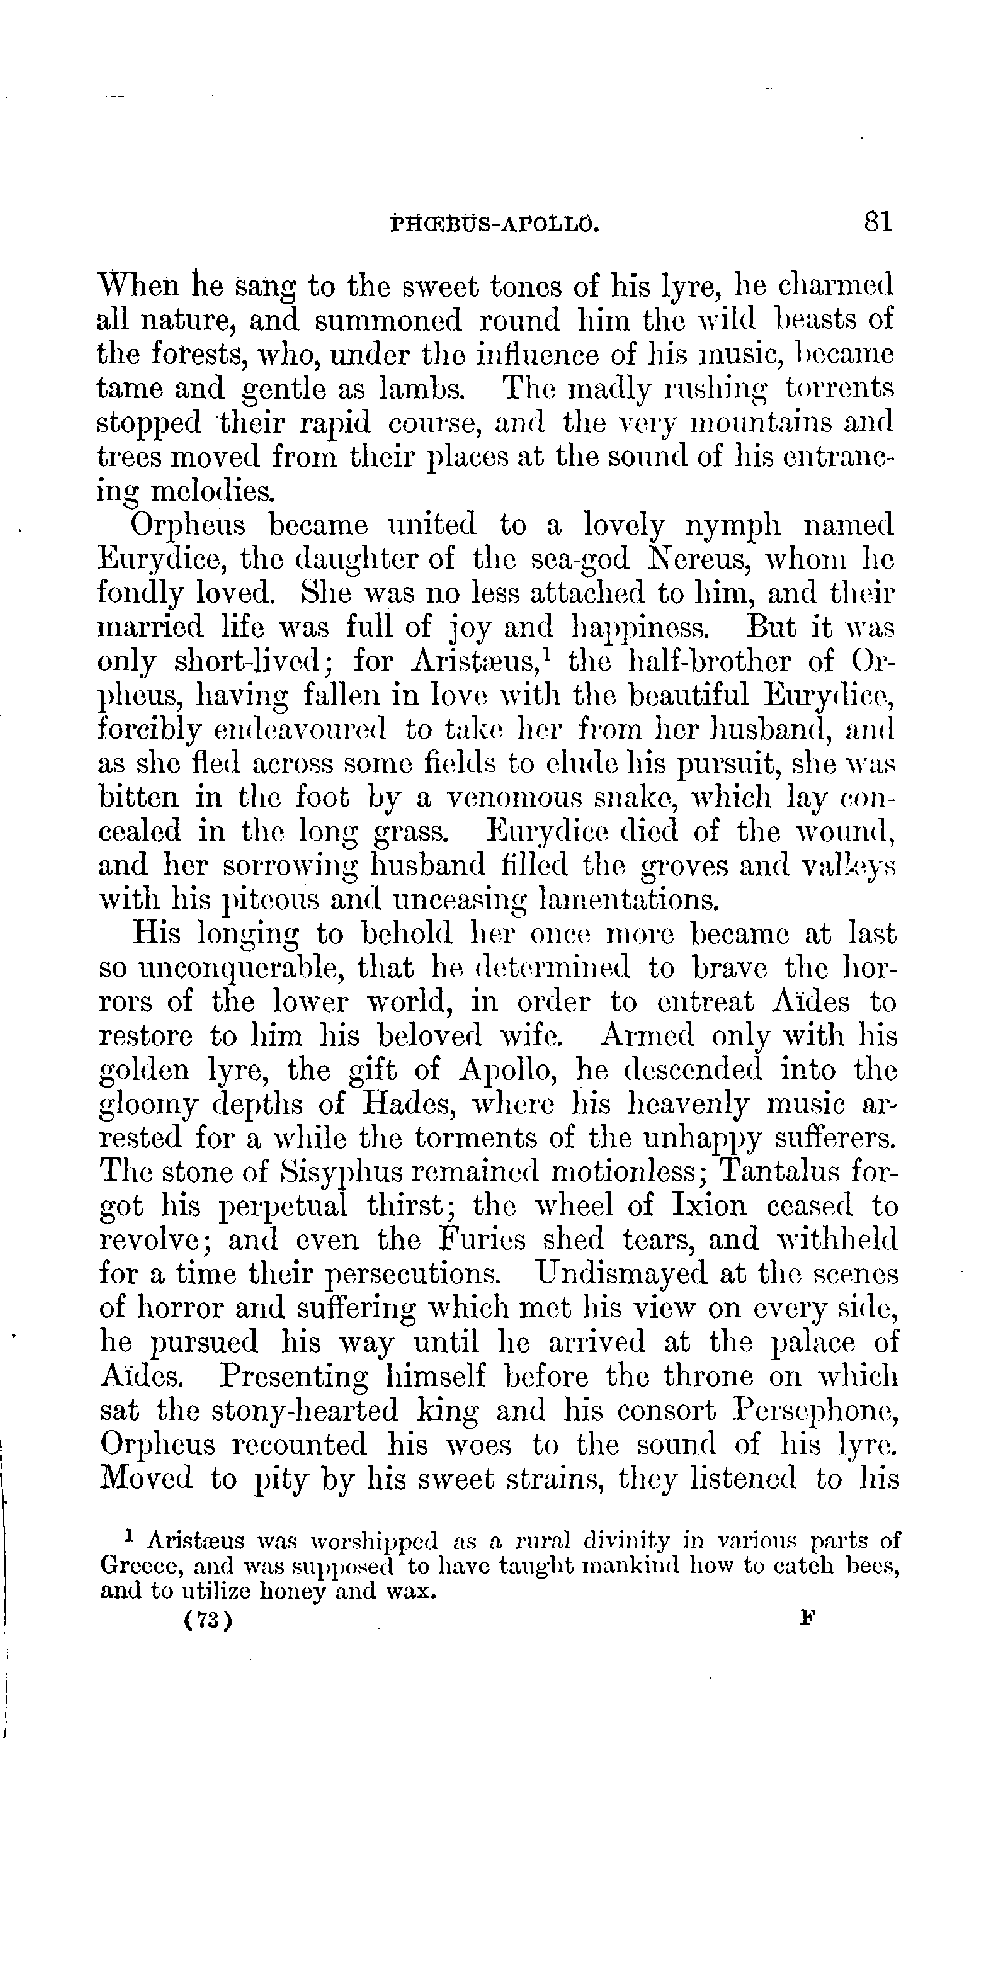 PHŒBUS-APOLLO. 81
When he sang to the sweet tones of his lyre, he charmed
all nature, and summoned round him the wild beasts of
the forests, who, under the influence of his music, became
tame and gentle as lambs. The madly rushing torrents
stopped their rapid course, and the very mountains and
trees moved from their places at the sound of his entranc-
ing melodies.
Orpheus became united to a lovely nymph named
Eurydice, the daughter of the sea-god Nereus, whom he
fondly loved. She was no less attached to him, and their
married life was full of joy and happiness. But it was
only short-lived; for Aristæus,¹ the half-brother of Or-
pheus, having fallen in love with the beautiful Eurydice,
forcibly endeavoured to take her from her husband, and
as she fled across some fields to elude his pursuit, she was
bitten in the foot by a venomous snake, which lay con-
cealed in the long grass. Eurydice died of the wound,
and her sorrowing husband filled the groves and valleys
with his piteous and unceasing lamentations.
His longing to behold her once more became at last
so unconquerable, that he determined to brave the hor-
rors of the lower world, in order to entreat Aïdes to
restore to him his beloved wife. Armed only with his
golden lyre, the gift of Apollo, he descended into the
gloomy depths of Hades, where his heavenly music ar-
rested for a while the torments of the unhappy sufferers.
The stone of Sisyphus remained motionless; Tantalus for-
got his perpetual thirst; the wheel of Ixion ceased to
revolve; and even the Furies shed tears, and withheld
for a time their persecutions. Undismayed at the scenes
of horror and suffering which met his view on every side,
he pursued his way until he arrived at the palace of
Aïdes. Presenting himself before the throne on which
sat the stony-hearted king and his consort Persephone,
Orpheus recounted his woes to the sound of his lyre.
Moved to pity by his sweet strains, they listened to his
¹ Aristæus was worshipped as a rural divinity in various parts of
Greece, and was supposed to have taught mankind how to catch bees,
and to utilize honey and wax.
(73) F